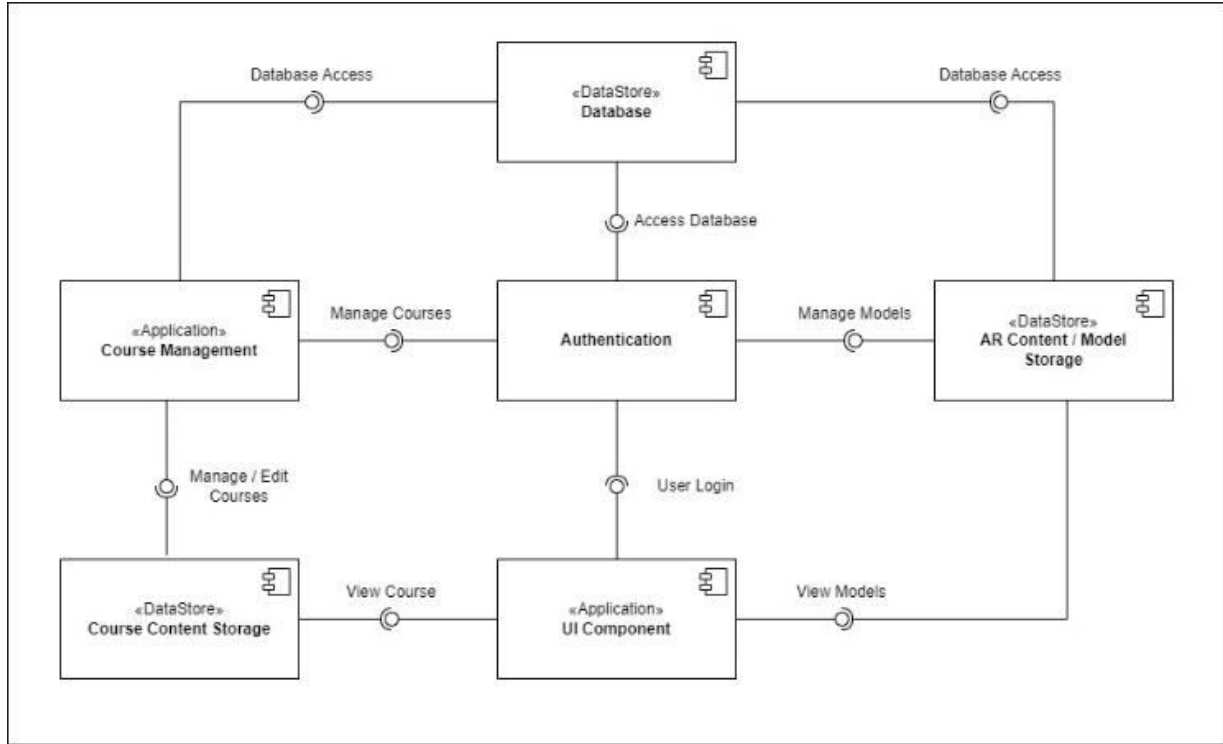 Database Access
Database Access
«DataStore»
Database
Access Database
Manage Courses
Manage Models
«Application»
Course Management
Authentication
«DataStore»
AR Content / Model
Storage
Manage / Edit
Courses
User Login
View Course
View Models
«DataStore»
Course Content Storage
«Application»
UI Component